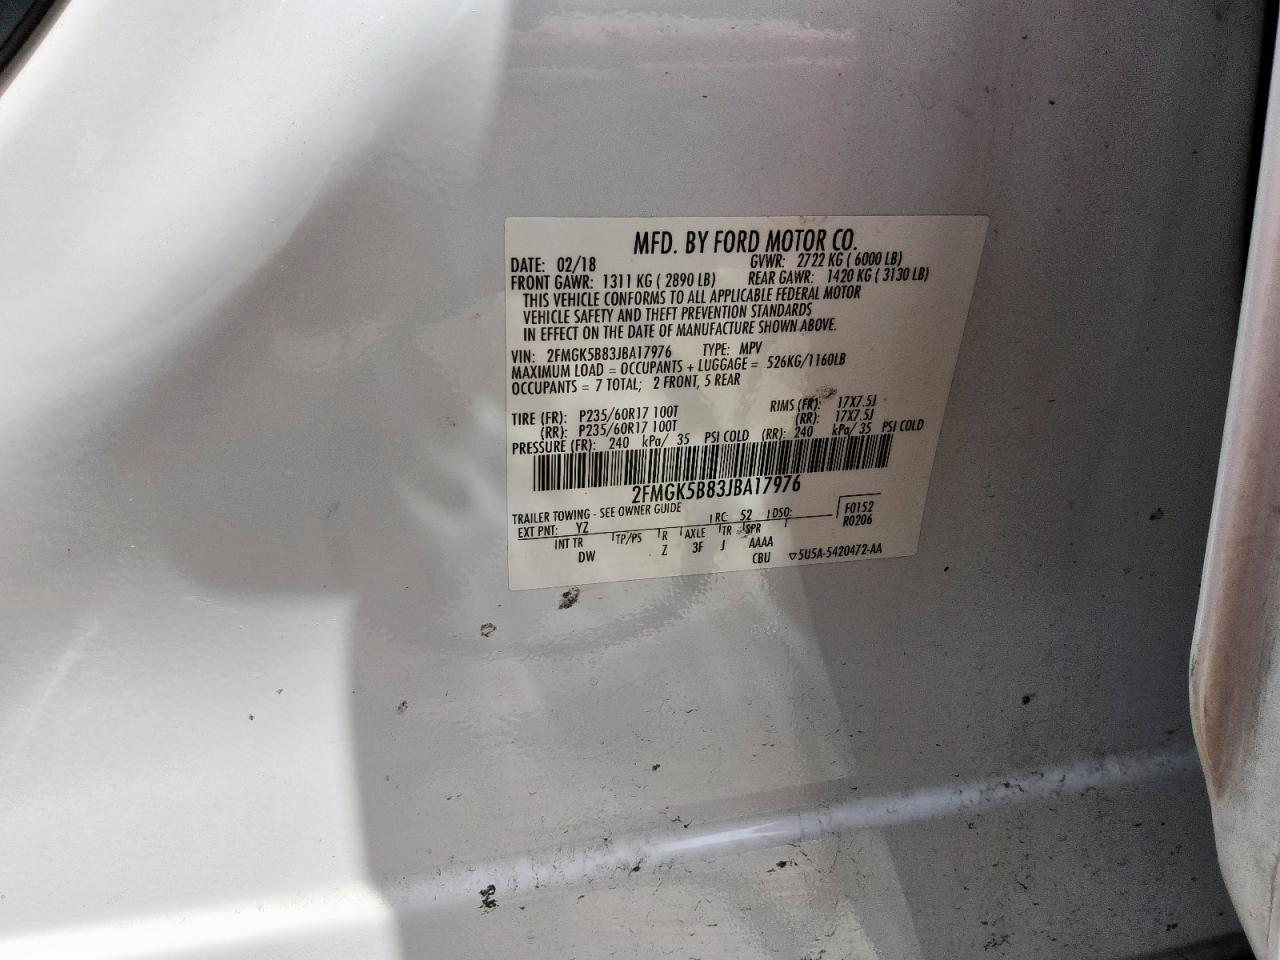 MFD. BY FORD MOTOR CO.
DATE: 02/18 GVWR: 2722 KG ( 6000 LB)
FRONT GAWR: 1311 KG ( 2890 LB) REAR GAWR: 1420 KG ( 3130 LB)
THIS VEHICLE CONFORMS TO ALL APPLICABLE FEDERAL MOTOR
VEHICLE SAFETY AND THEFT PREVENTION STANDARDS
IN EFFECT ON THE DATE OF MANUFACTURE SHOWN ABOVE.
VIN: 2FMGK5B83JBA17976 TYPE: MPV
MAXIMUM LOAD = OCCUPANTS + LUGGAGE = 526KG/1160LB
OCCUPANTS = 7 TOTAL; 2 FRONT, 5 REAR
TIRE (FR): P235/60R17 100T RIMS (FR): 17X7.5J
(RR): P235/60R17 100T (RR): 17X7.5J
PRESSURE (FR): 240 kPa/ 35 PSI COLD (RR): 240 kPa/ 35 PSI COLD
2FMGK5B83JBA17976
TRAILER TOWING - SEE OWNER GUIDE
EXT PNT: YZ RC: 52 DSO: F0152
R0206
INT TR TP/PS R AXLE TR SPR
DW Z 3F J AAAA
CBU 5U5A-5420472-AA